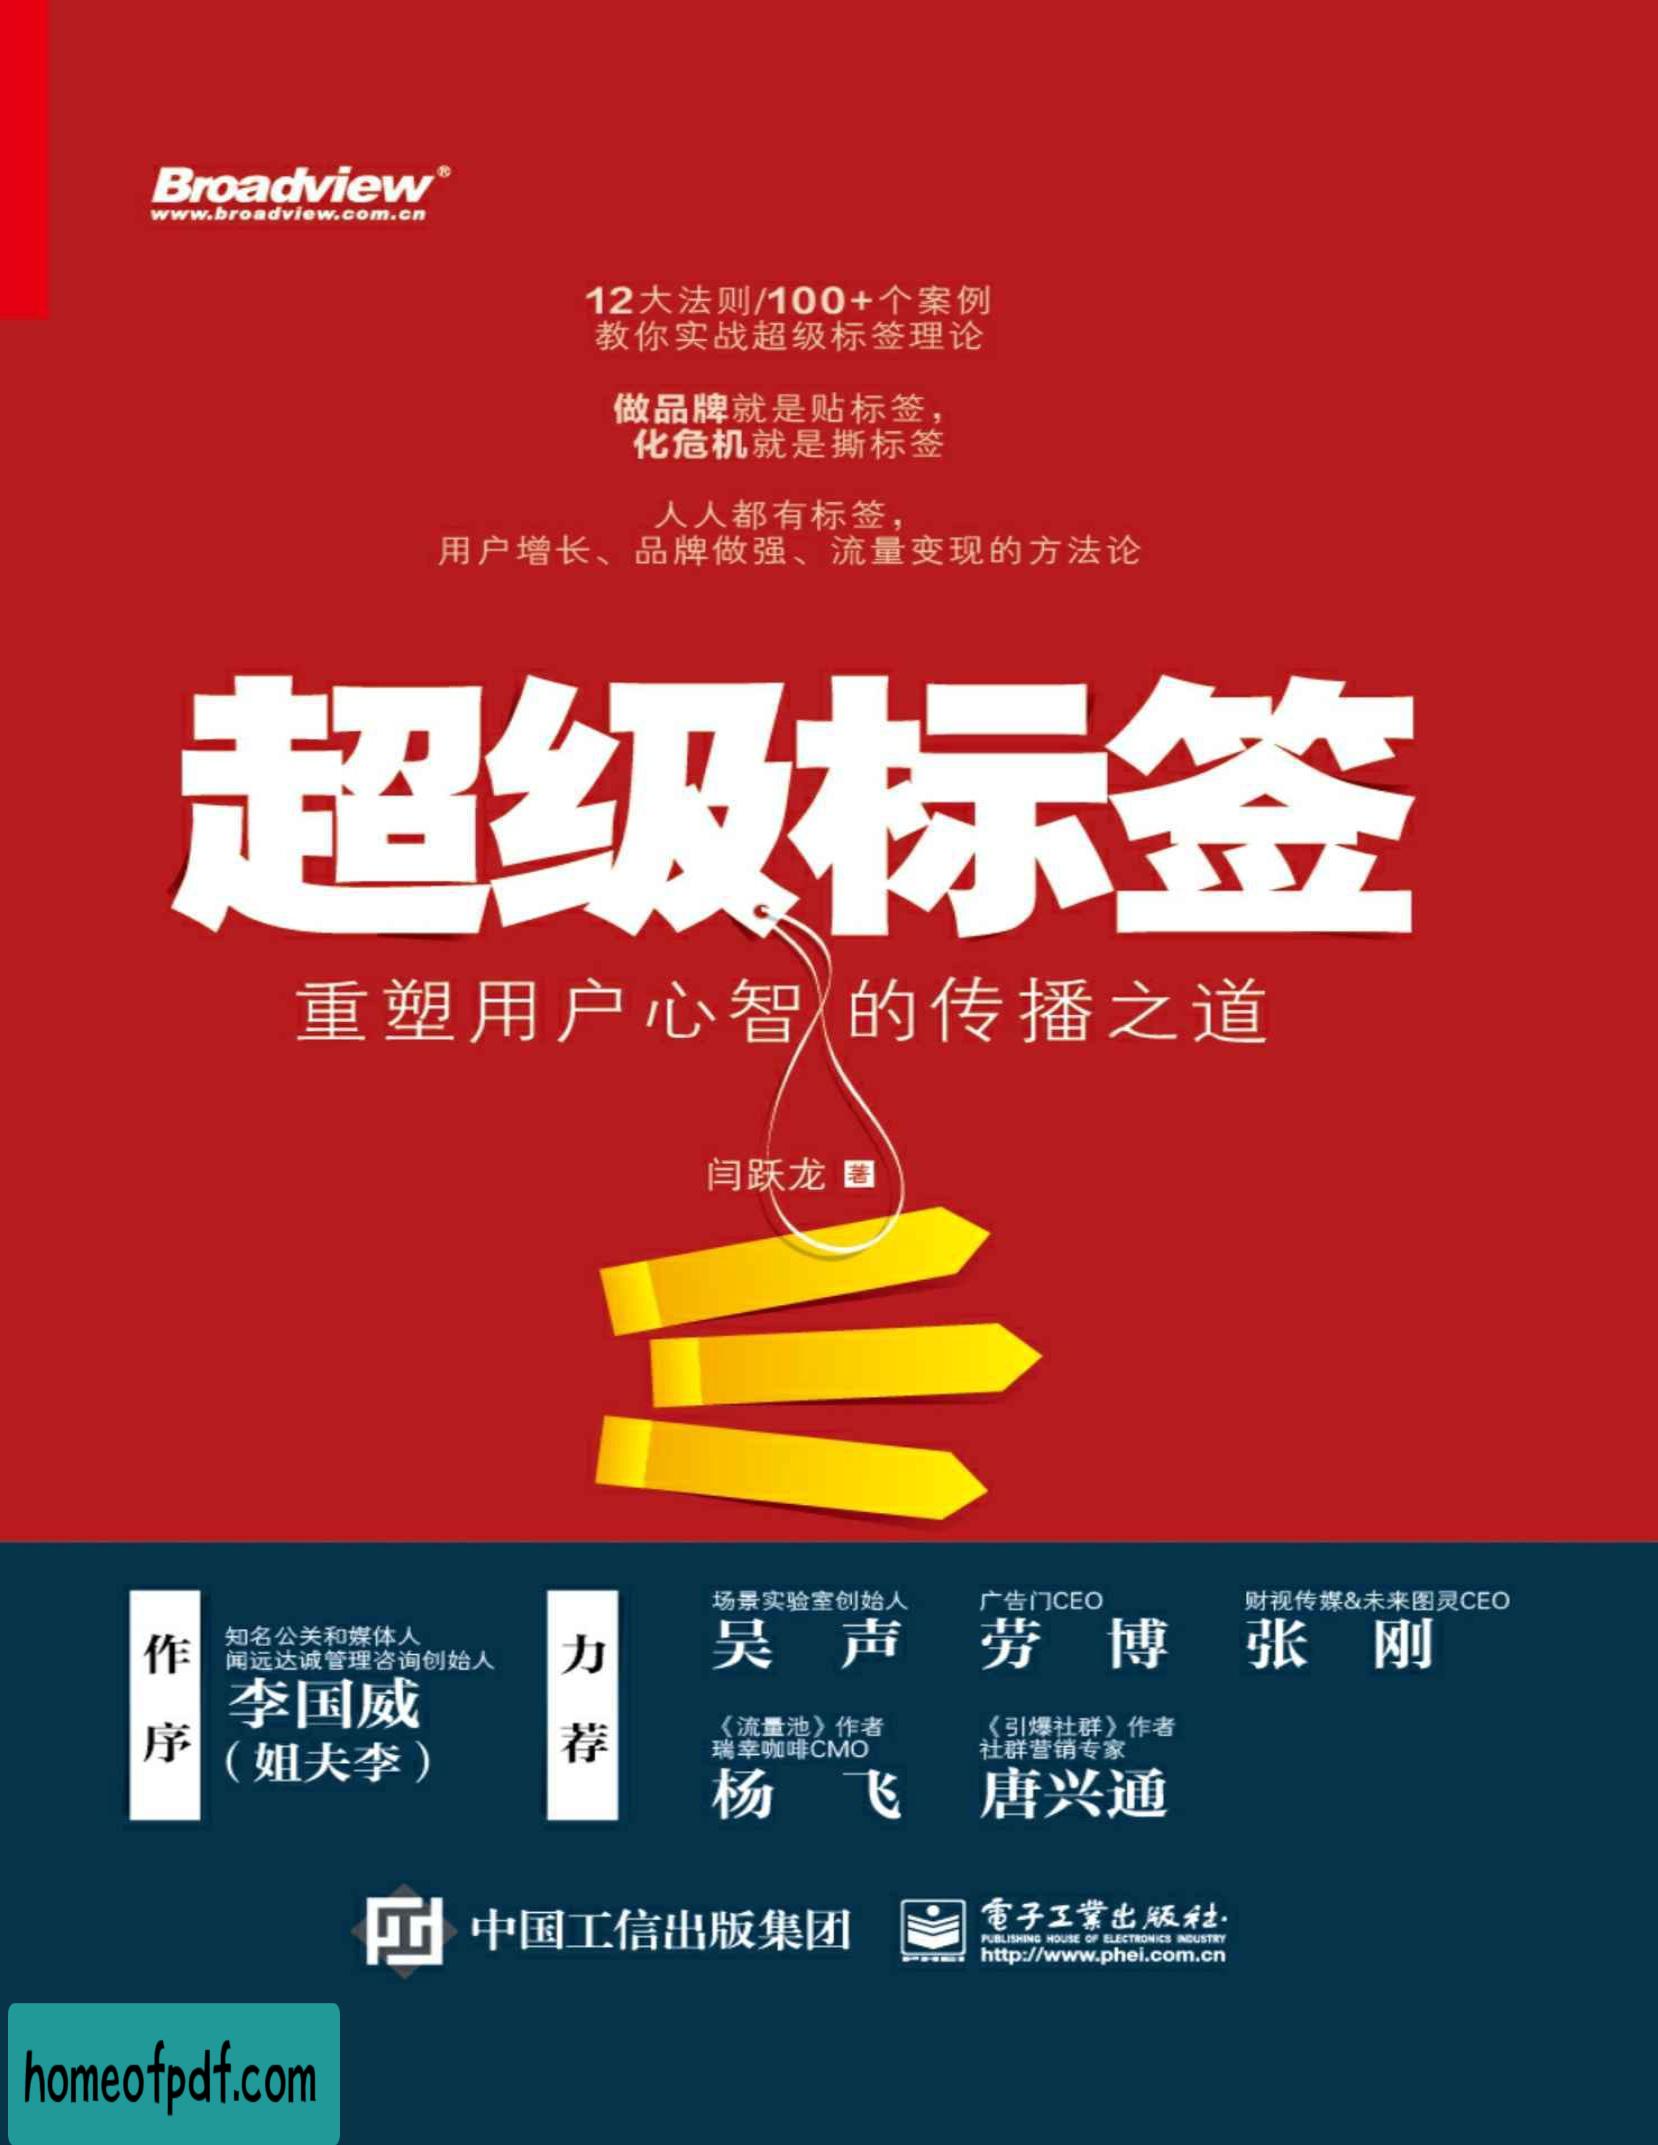 Broadview®
www.broadview.com.cn
12大法则/100+个案例
教你实战超级标签理论
做品牌就是贴标签，
化危机就是撕标签
人人都有标签，
用户增长、品牌做强、流量变现的方法论
超级标签
重塑用户心智的传播之道
闫跃龙 著
作序
知名公关和媒体人
闻远达诚管理咨询创始人
李国威
（姐夫李）
力荐
场景实验室创始人
吴声
广告门CEO
劳博
财视传媒&未来图灵CEO
张刚
《流量池》作者
瑞幸咖啡CMO
杨飞
《引爆社群》作者
社群营销专家
唐兴通
中国工信出版集团
PHEI
電子工業出版社·
PUBLISHING HOUSE OF ELECTRONICS INDUSTRY
http://www.phei.com.cn
homeofpdf.com